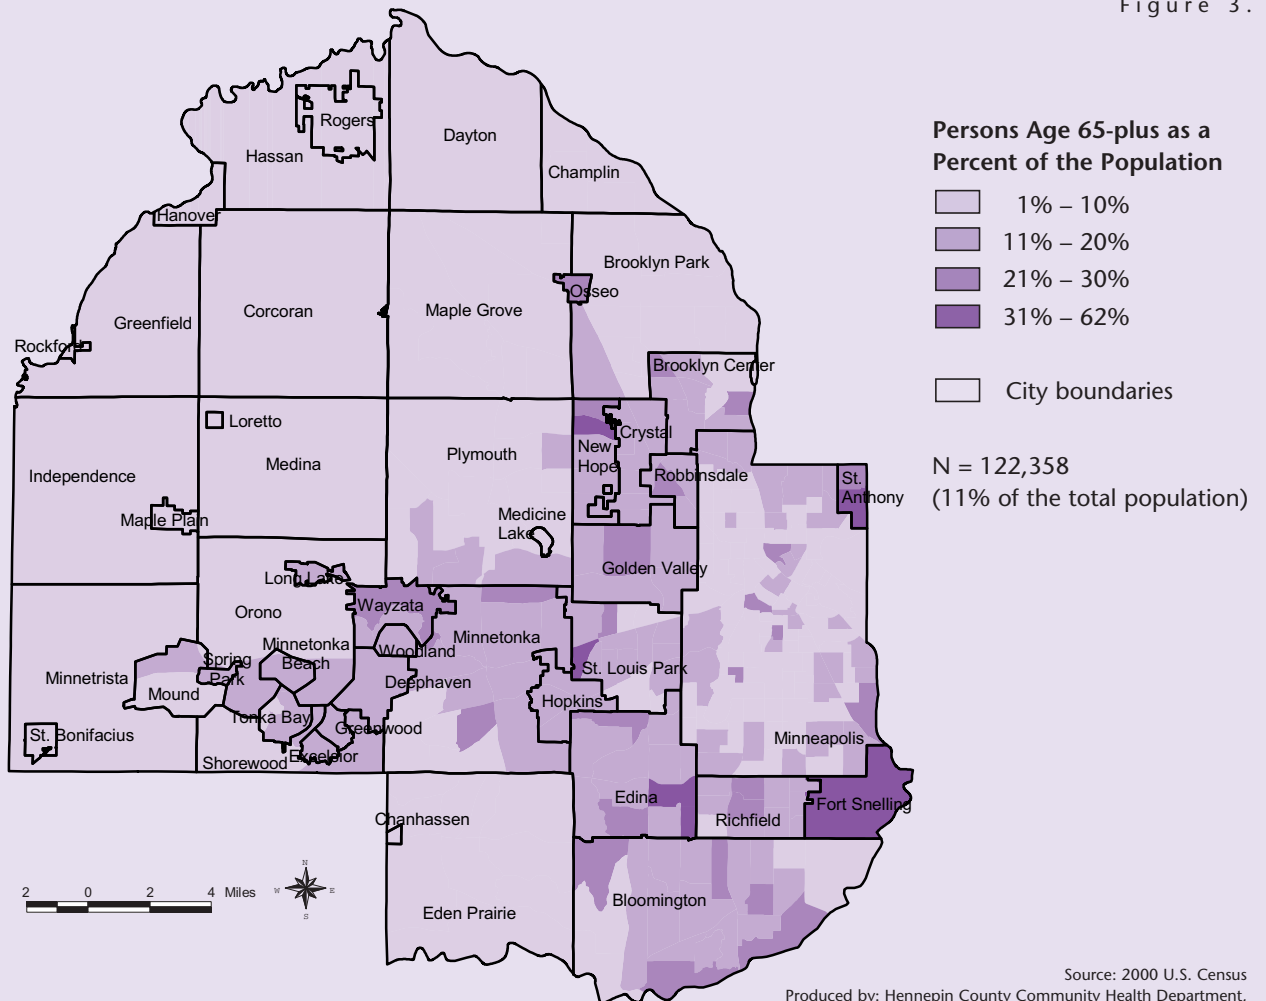 Figure 3.
Persons Age 65-plus as a
Percent of the Population
1% – 10%
11% – 20%
21% – 30%
31% – 62%
City boundaries
N = 122,358
(11% of the total population)
Rogers
Hassan
Dayton
Champlin
Hanover
Brooklyn Park
Osseo
Corcoran
Maple Grove
Greenfield
Rockford
Brooklyn Center
Loretto
Crystal
New
Hope
Plymouth
Medina
Independence
Robbinsdale
St.
Anthony
Maple Plain
Medicine
Lake
Golden Valley
Long Lake
Wayzata
Orono
Minnetonka
Minnetonka
Beach
Woodland
Spring
Park
St. Louis Park
Minnetrista
Deephaven
Mound
Hopkins
Tonka Bay
Greenwood
St. Bonifacius
Minneapolis
Excelsior
Shorewood
Edina
Fort Snelling
Richfield
Chanhassen
Bloomington
Eden Prairie
2 0 2 4 Miles
N
W E
S
Source: 2000 U.S. Census
Produced by: Hennepin County Community Health Department.